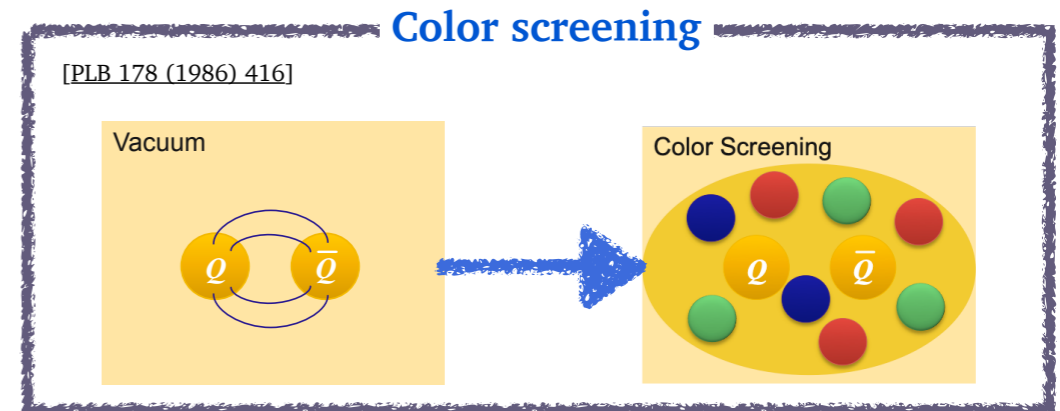 Color screening
[PLB 178 (1986) 416]
Vacuum
Color Screening
Q Q̅
Q Q̅